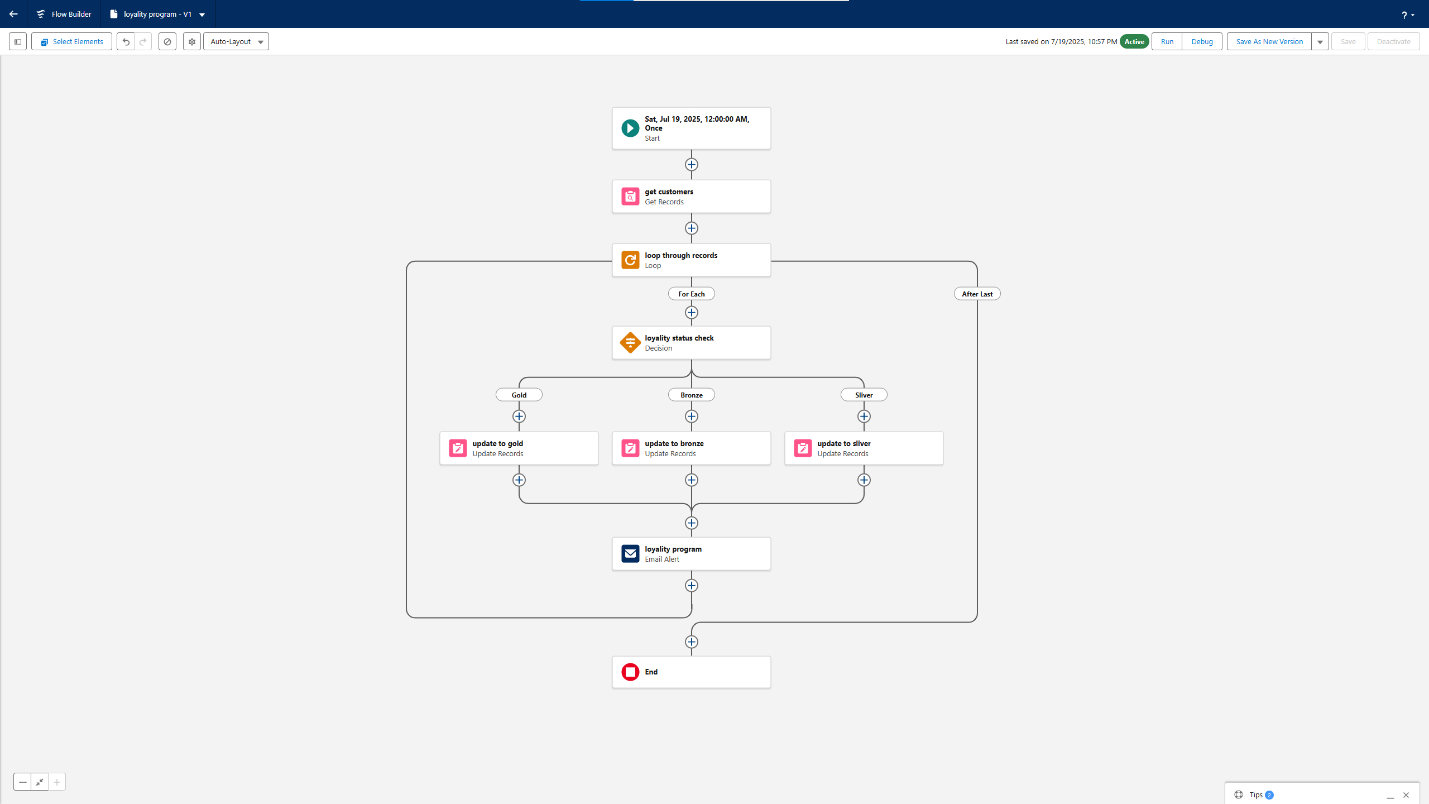 Flow Builder
loyality program - V1
?
Select Elements
Auto-Layout
Last saved on 7/19/2025, 10:57 PM
Active
Run
Debug
Save As New Version
Save
Deactivate
Sat, Jul 19, 2025, 12:00:00 AM,
Once
Start
get customers
Get Records
loop through records
Loop
For Each
After Last
loyality status check
Decision
Gold
Bronze
Sliver
update to gold
Update Records
update to bronze
Update Records
update to sliver
Update Records
loyality program
Email Alert
End
Tips 2